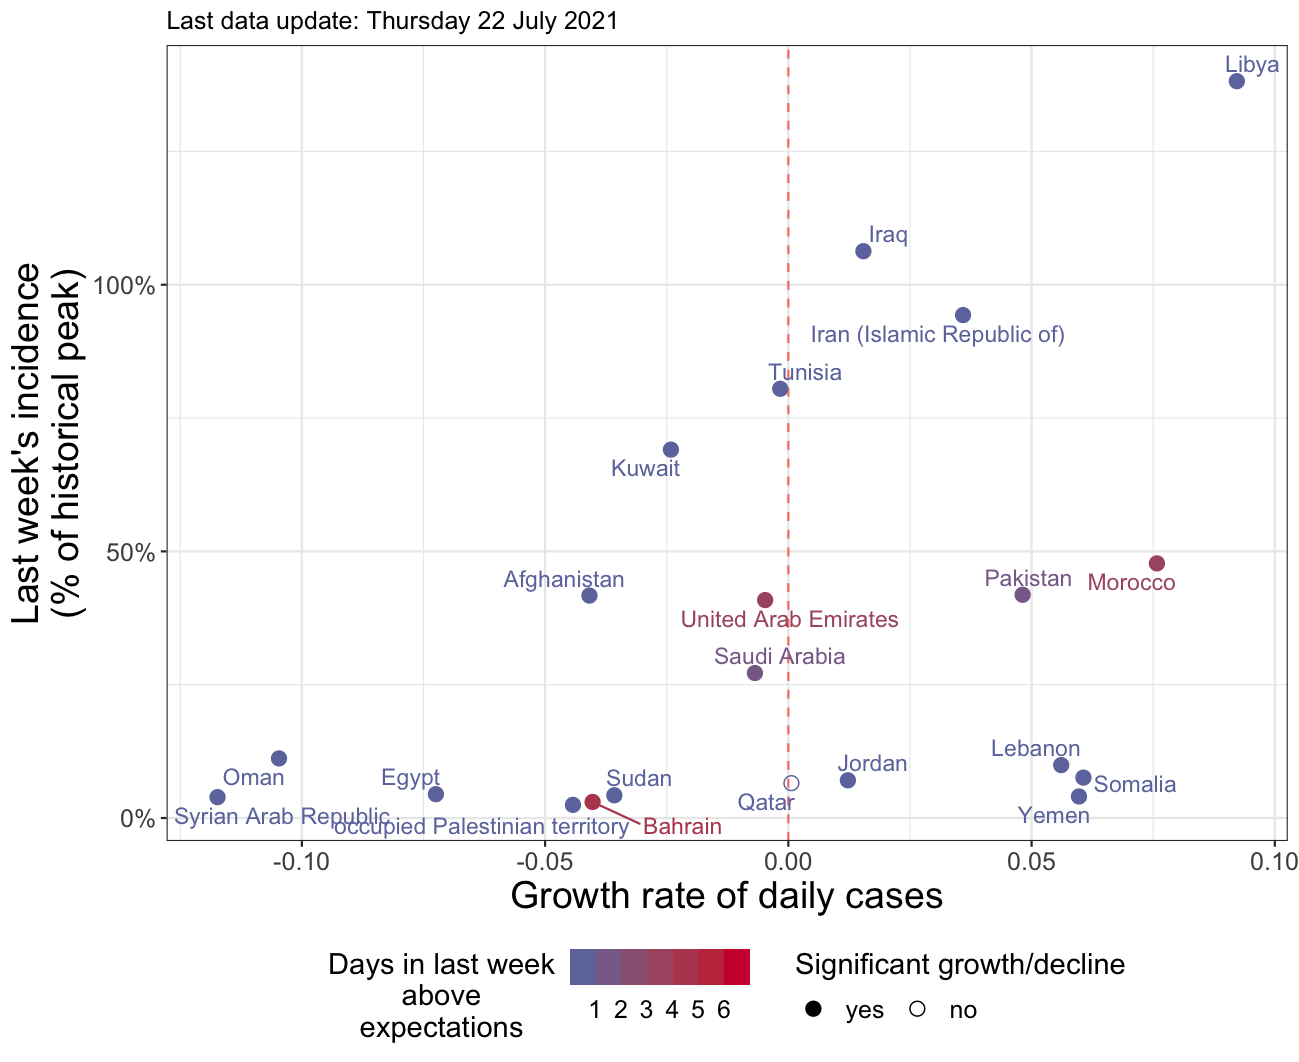 Last data update: Thursday 22 July 2021
Libya
Iraq
Iran (Islamic Republic of)
Tunisia
Kuwait
Afghanistan
Pakistan
Morocco
United Arab Emirates
Saudi Arabia
Lebanon
Jordan
Oman
Egypt
Sudan
Somalia
Qatar
Syrian Arab Republic
Yemen
occupied Palestinian territory
Bahrain
Last week's incidence
(% of historical peak)
100%
50%
0%
-0.10
-0.05
0.00
0.05
0.10
Growth rate of daily cases
Days in last week
above
expectations
1 2 3 4 5 6
Significant growth/decline
yes
no